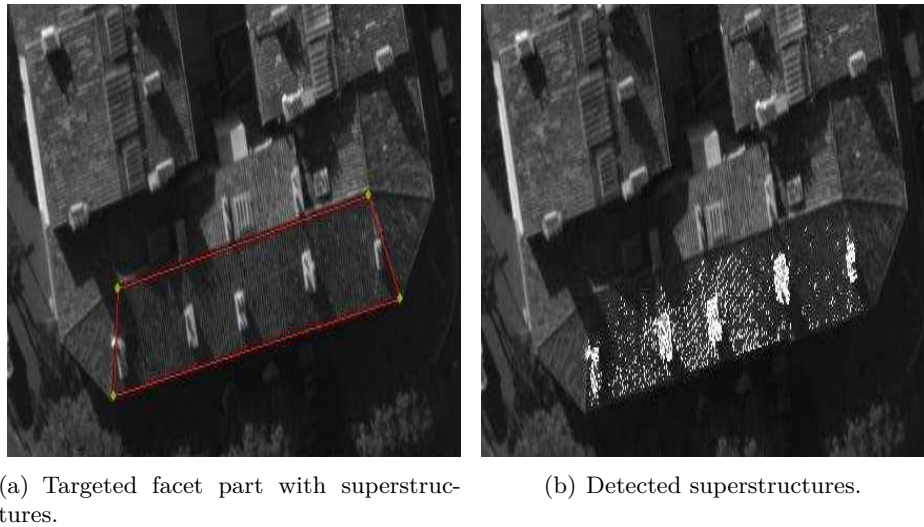 (a) Targeted facet part with superstruc-
tures.
(b) Detected superstructures.